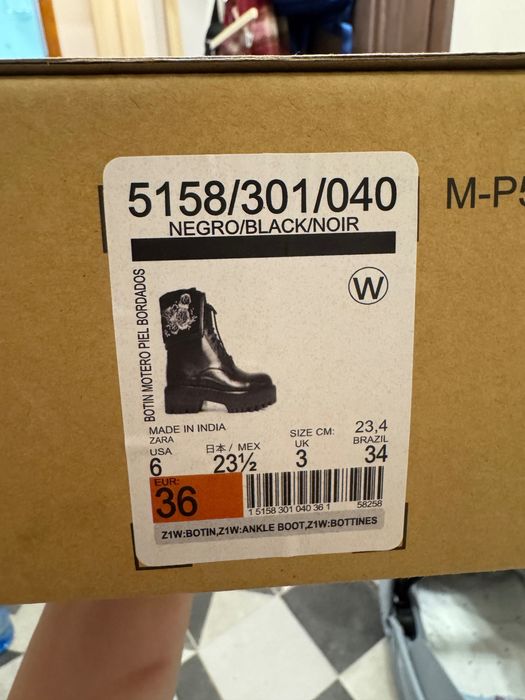 5158/301/040
M-P5
NEGRO/BLACK/NOIR
W
BOTIN MOTERO PIEL BORDADOS
MADE IN INDIA
ZARA
SIZE CM: 23,4
USA 日本 / MEX UK BRAZIL
6 23½ 3 34
EUR:
36
1 5158 301 040 36 1 58258
Z1W:BOTIN,Z1W:ANKLE BOOT,Z1W:BOTTINES